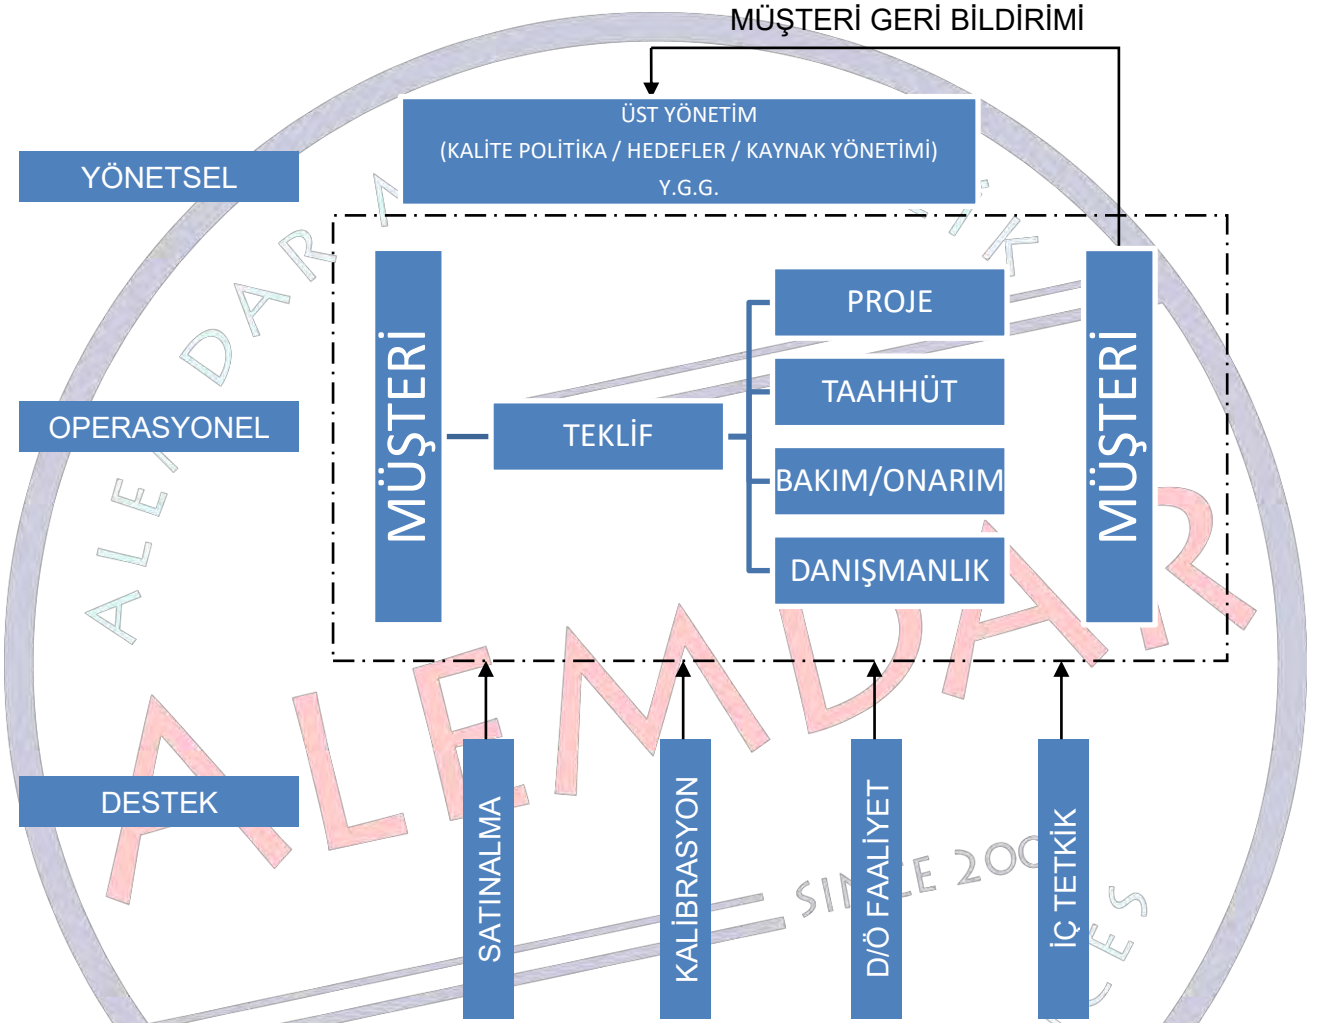 MÜŞTERİ GERİ BİLDİRİMİ
ÜST YÖNETİM
(KALİTE POLİTİKA / HEDEFLER / KAYNAK YÖNETİMİ)
Y.G.G.
YÖNETSEL
OPERASYONEL
DESTEK
MÜŞTERİ
TEKLİF
PROJE
TAAHHÜT
BAKIM/ONARIM
DANIŞMANLIK
MÜŞTERİ
SATINALMA
KALİBRASYON
D/Ö FAALİYET
İÇ TETKİK
ALEMDAR